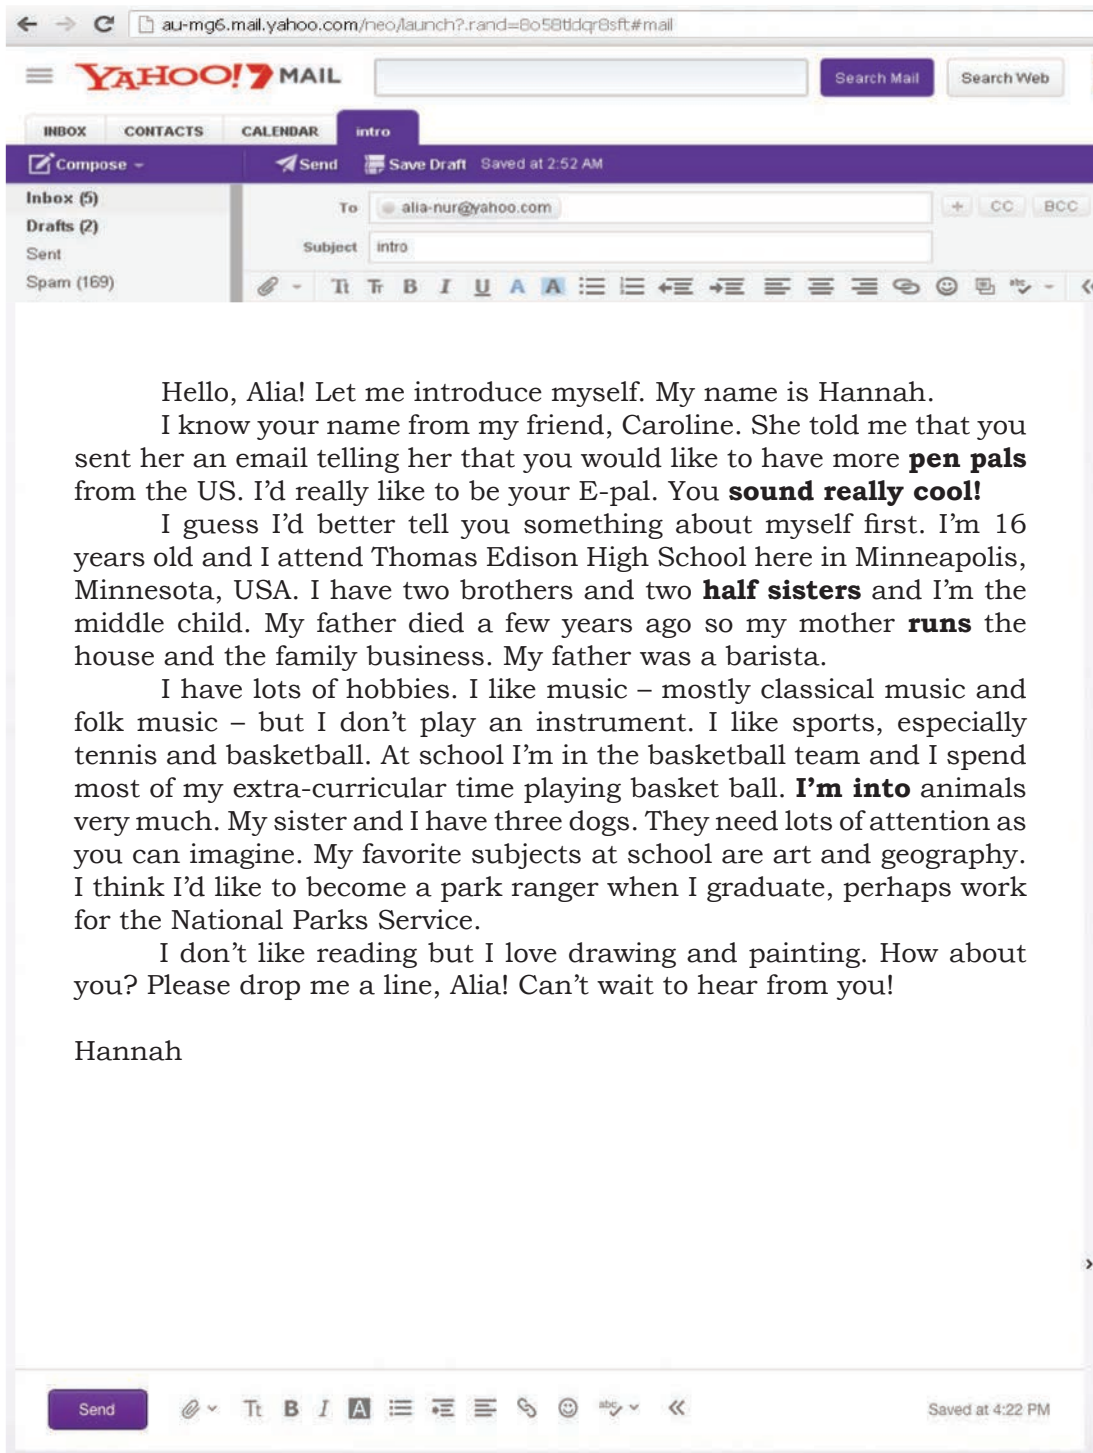 au-mg6.mail.yahoo.com/neo/launch?.rand=8o58tldqr8sft#mail
YAHOO!7 MAIL Search Mail Search Web
INBOX CONTACTS CALENDAR intro
Compose Send Save Draft Saved at 2:52 AM
Inbox (5)
To alia-nur@yahoo.com + CC BCC
Drafts (2)
Sent
Subject intro
Spam (169)
Hello, Alia! Let me introduce myself. My name is Hannah.
I know your name from my friend, Caroline. She told me that you
sent her an email telling her that you would like to have more pen pals
from the US. I'd really like to be your E-pal. You sound really cool!
I guess I'd better tell you something about myself first. I'm 16
years old and I attend Thomas Edison High School here in Minneapolis,
Minnesota, USA. I have two brothers and two half sisters and I'm the
middle child. My father died a few years ago so my mother runs the
house and the family business. My father was a barista.
I have lots of hobbies. I like music – mostly classical music and
folk music – but I don't play an instrument. I like sports, especially
tennis and basketball. At school I'm in the basketball team and I spend
most of my extra-curricular time playing basket ball. I'm into animals
very much. My sister and I have three dogs. They need lots of attention as
you can imagine. My favorite subjects at school are art and geography.
I think I'd like to become a park ranger when I graduate, perhaps work
for the National Parks Service.
I don't like reading but I love drawing and painting. How about
you? Please drop me a line, Alia! Can't wait to hear from you!
Hannah
Send Saved at 4:22 PM